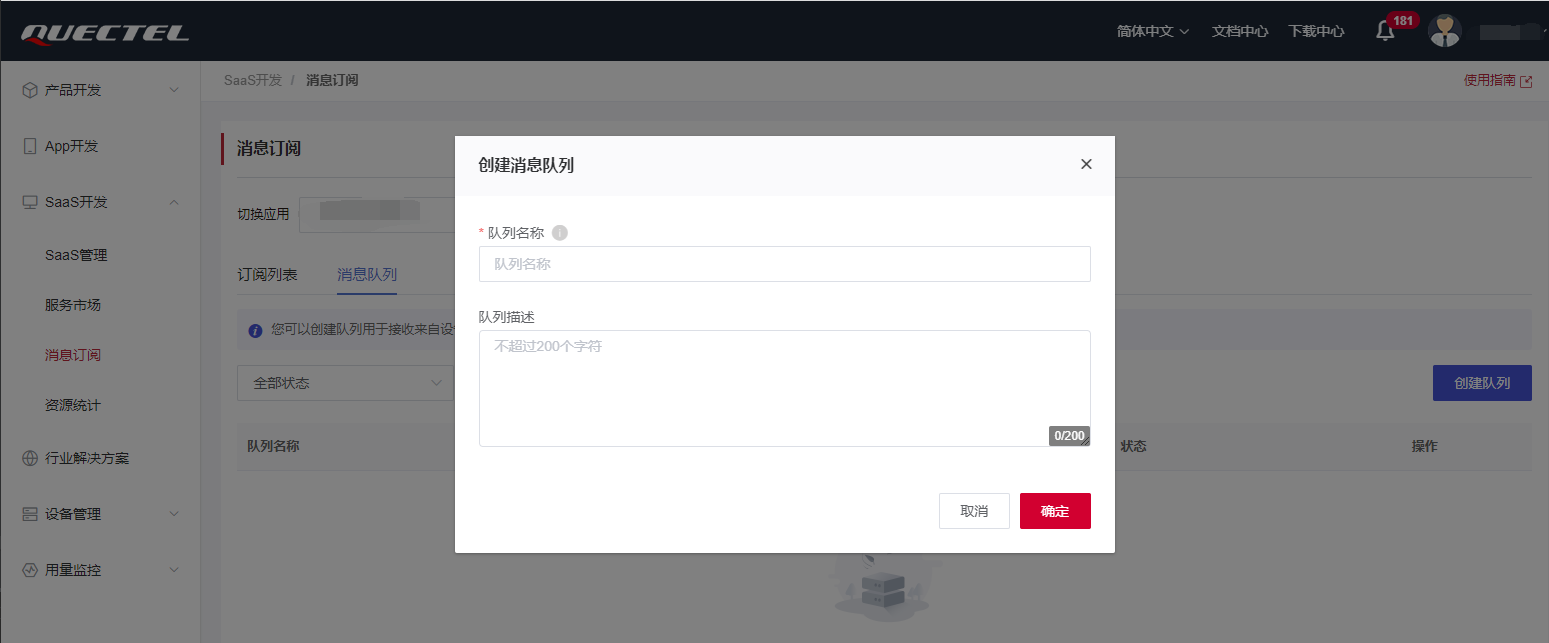 QUECTEL
简体中文
文档中心
下载中心
181
产品开发
App开发
SaaS开发
SaaS管理
服务市场
消息订阅
资源统计
行业解决方案
设备管理
用量监控
SaaS开发 / 消息订阅
使用指南
消息订阅
切换应用
订阅列表
消息队列
您可以创建队列用于接收来自设
全部状态
创建队列
队列名称
状态
操作
创建消息队列
* 队列名称
队列名称
队列描述
不超过200个字符
0/200
取消
确定